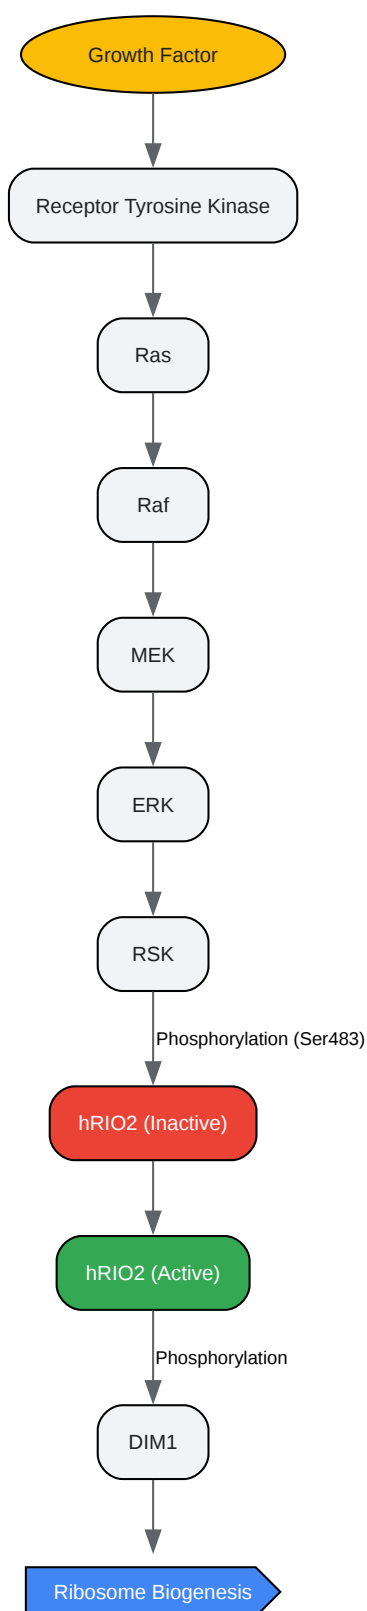 Growth Factor
Receptor Tyrosine Kinase
Ras
Raf
MEK
ERK
RSK
Phosphorylation (Ser483)
hRIO2 (Inactive)
hRIO2 (Active)
Phosphorylation
DIM1
Ribosome Biogenesis